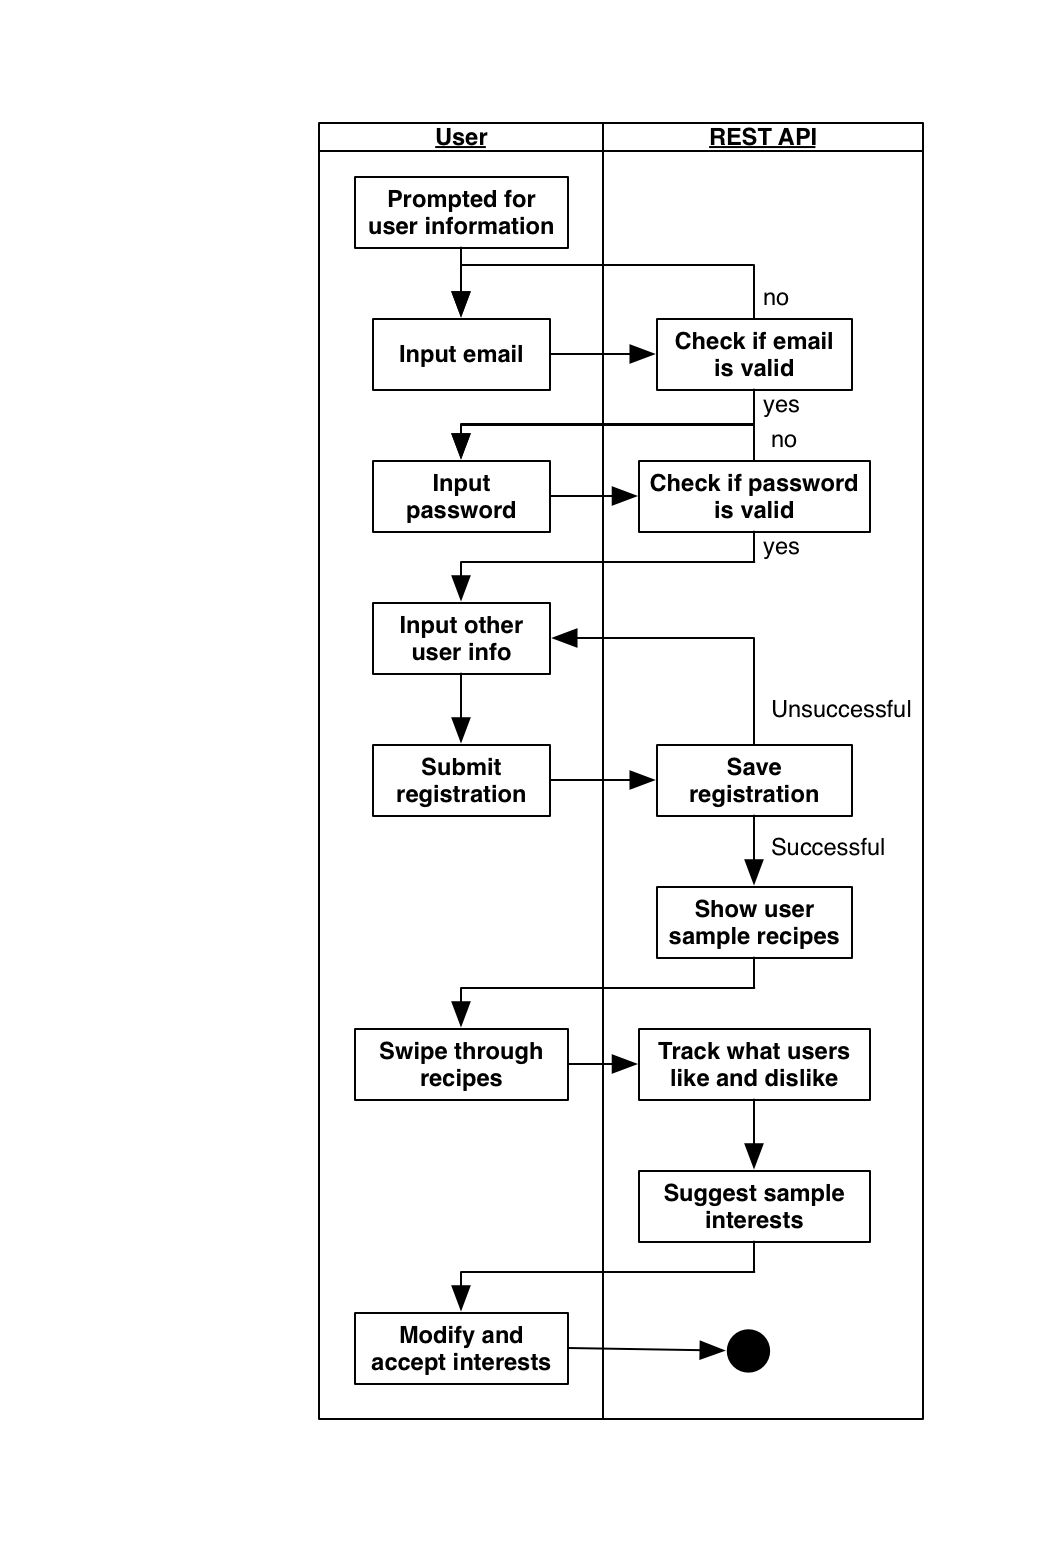 User
REST API
Prompted for
user information
no
Input email
Check if email
is valid
yes
no
Input
password
Check if password
is valid
yes
Input other
user info
Unsuccessful
Submit
registration
Save
registration
Successful
Show user
sample recipes
Swipe through
recipes
Track what users
like and dislike
Suggest sample
interests
Modify and
accept interests